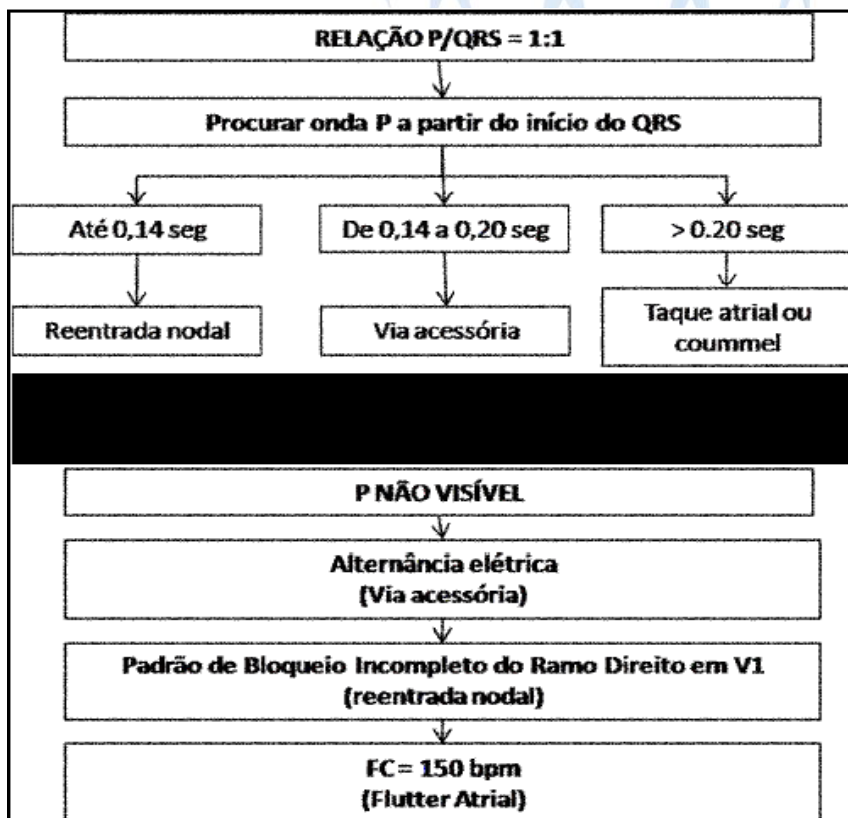 RELAÇÃO P/QRS = 1:1
Procurar onda P a partir do início do QRS
Até 0,14 seg
De 0,14 a 0,20 seg
> 0.20 seg
Reentrada nodal
Via acessória
Taque atrial ou
coummel
P NÃO VISÍVEL
Alternância elétrica
(Via acessória)
Padrão de Bloqueio Incompleto do Ramo Direito em V1
(reentrada nodal)
FC= 150 bpm
(Flutter Atrial)